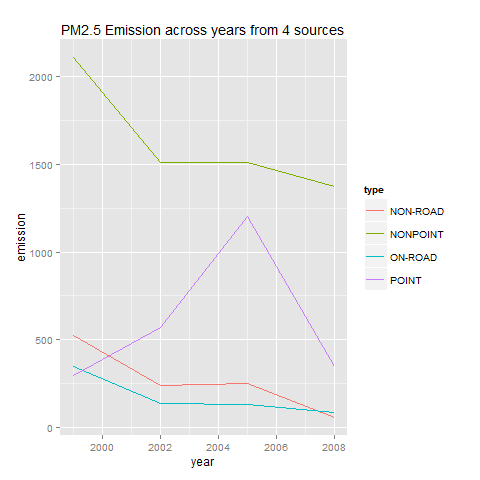 PM2.5 Emission across years from 4 sources
2000
1500
1000
500
0
emission
2000
2002
2004
2006
2008
year
type
NON-ROAD
NONPOINT
ON-ROAD
POINT